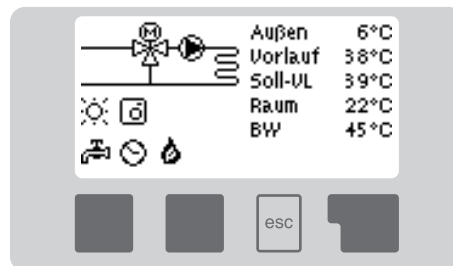 M
Außen 6°C
Vorlauf 38°C
Soll-VL 39°C
Raum 22°C
BW 45°C
esc